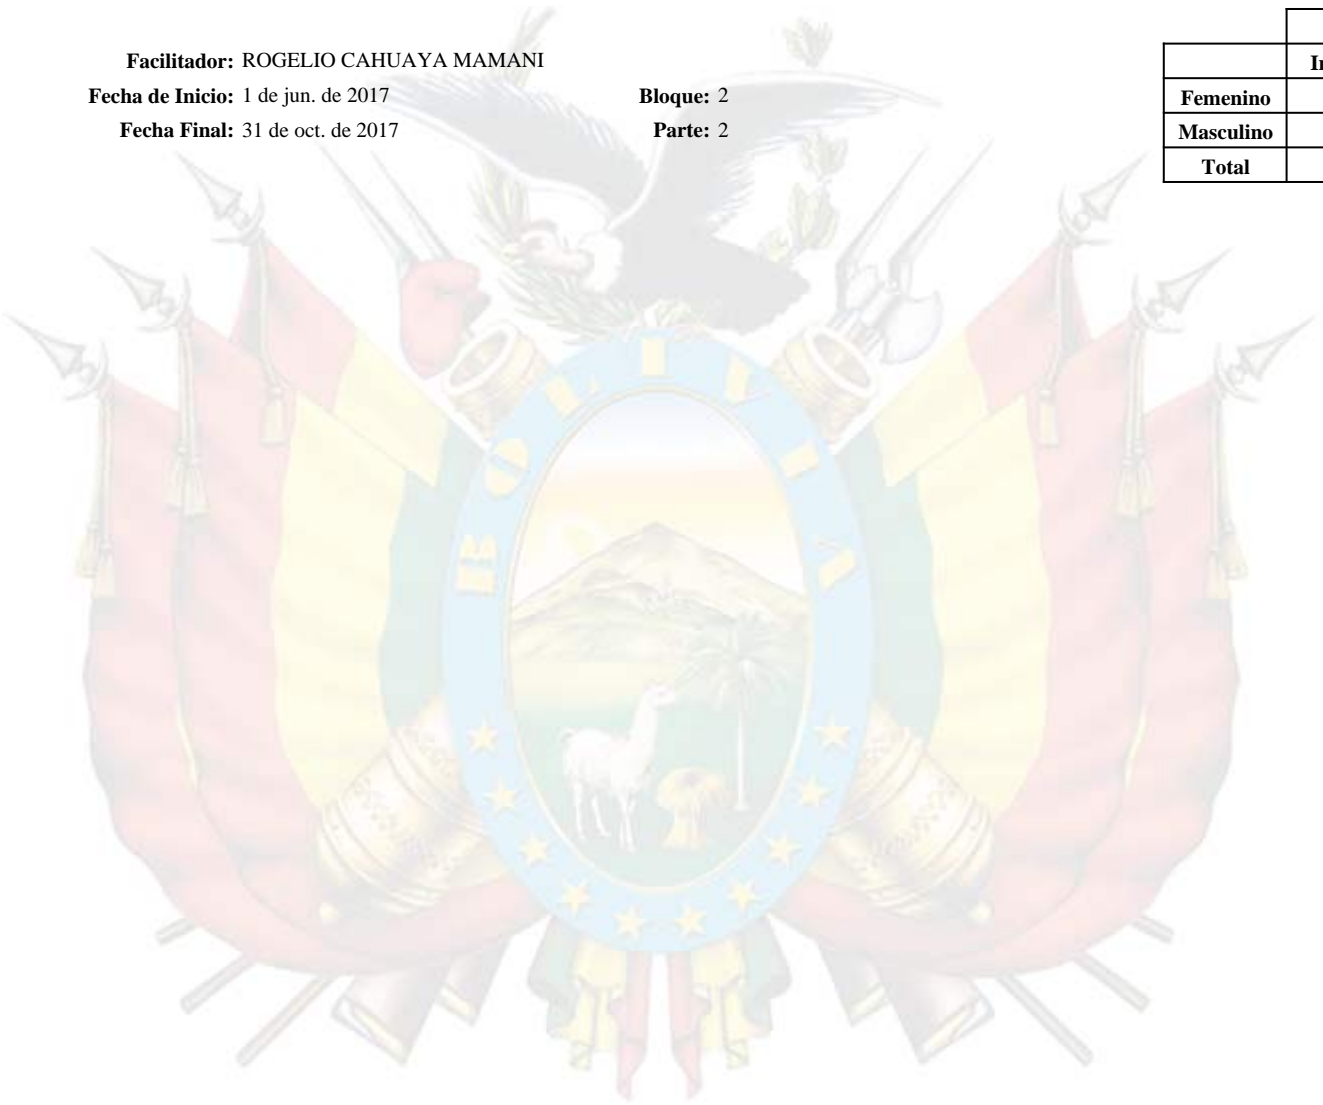 Facilitador: ROGELIO CAHUAYA MAMANI
Fecha de Inicio: 1 de jun. de 2017 Bloque: 2
Fecha Final: 31 de oct. de 2017 Parte: 2
Femenino
Masculino
Total
BOLIVIA